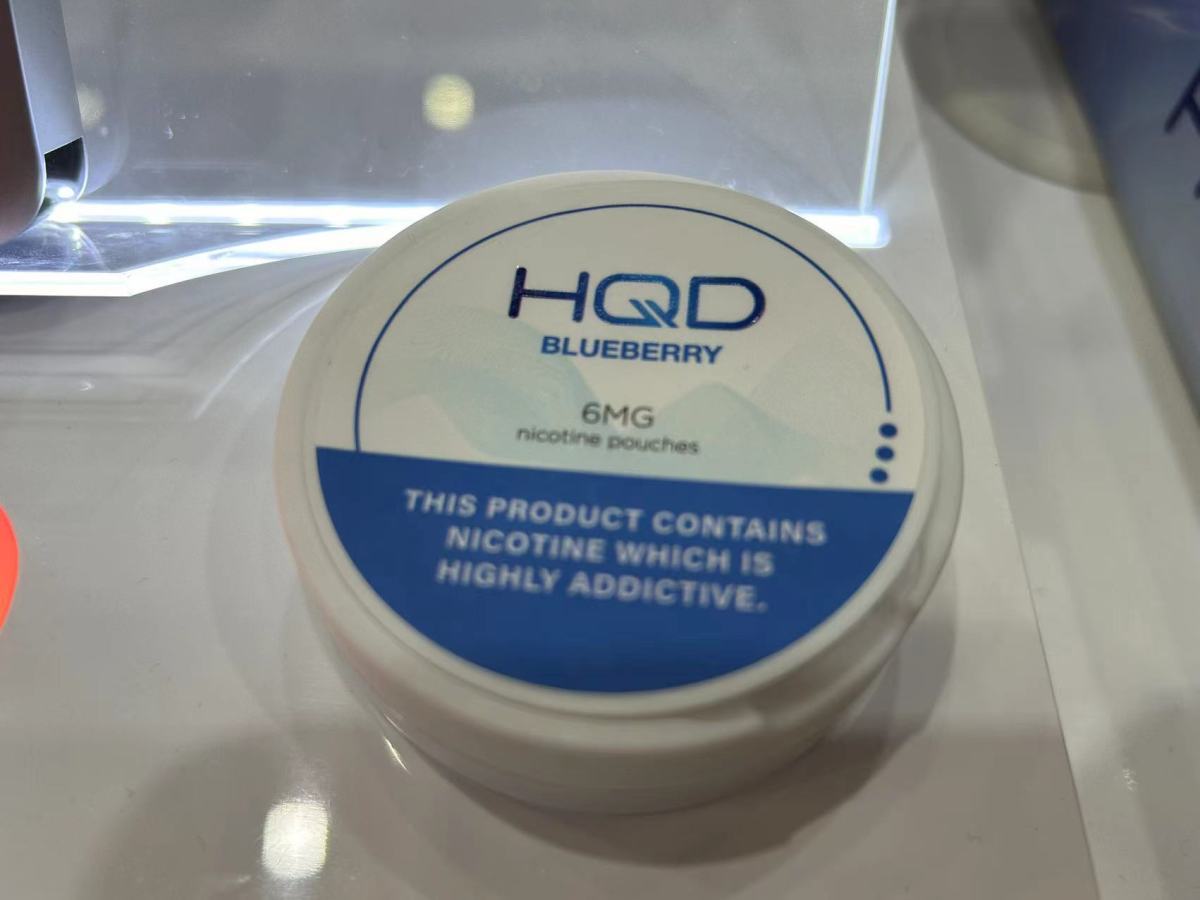 HQD
BLUEBERRY
6MG
nicotine pouches
THIS PRODUCT CONTAINS
NICOTINE WHICH IS
HIGHLY ADDICTIVE.